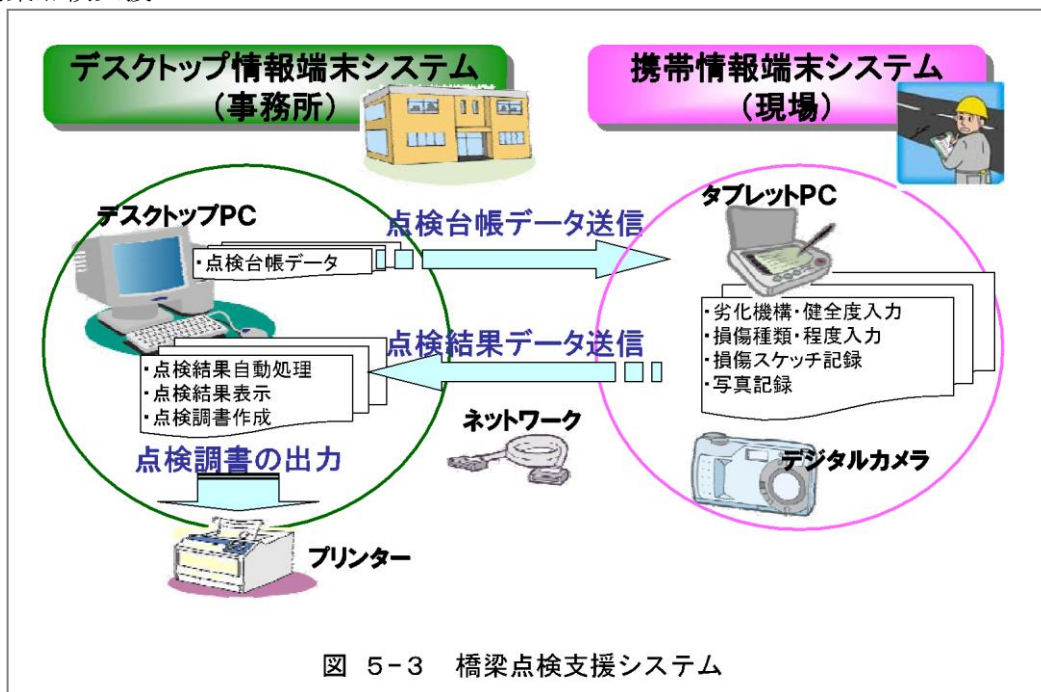 デスクトップ情報端末システム
(事務所)
携帯情報端末システム
(現場)
デスクトップPC
・点検台帳データ
点検台帳データ送信
タブレットPC
・劣化機構・健全度入力
・損傷種類・程度入力
・損傷スケッチ記録
・写真記録
点検結果データ送信
・点検結果自動処理
・点検結果表示
・点検調書作成
ネットワーク
デジタルカメラ
点検調書の出力
プリンター
図 5-3 橋梁点検支援システム